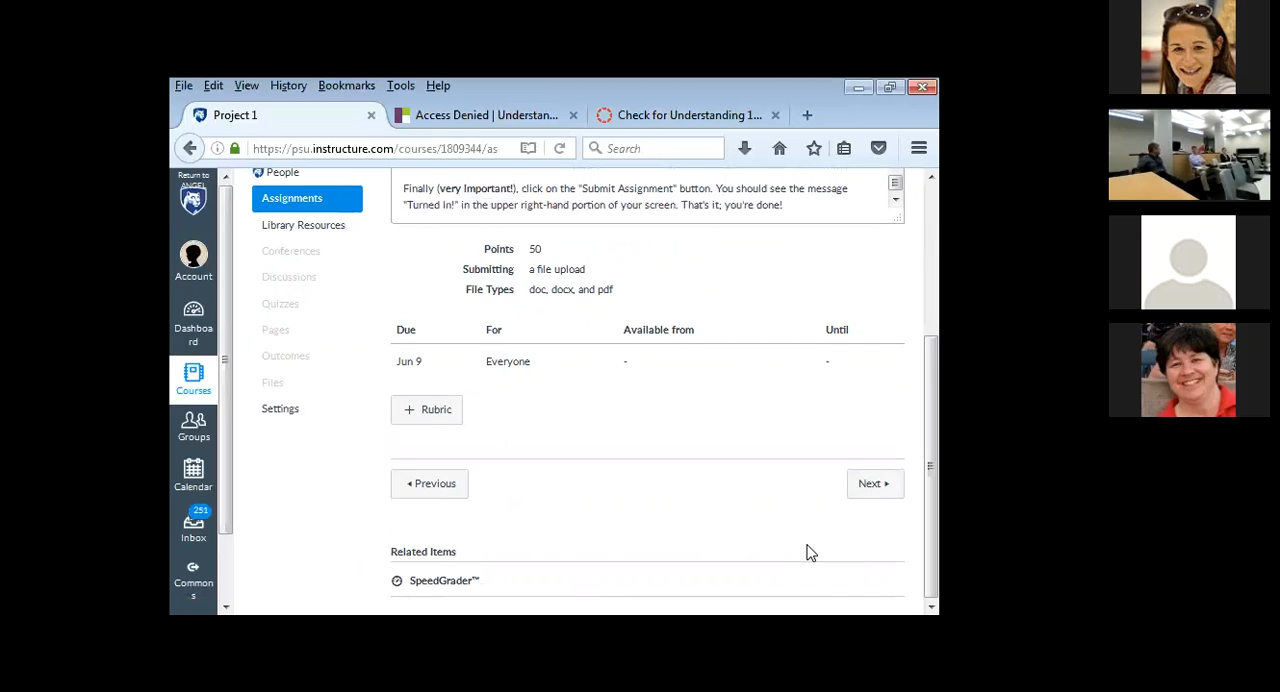 File Edit View History Bookmarks Tools Help
Project 1
Access Denied | Understan...
Check for Understanding 1...
https://psu.instructure.com/courses/1809344/as
Search
Return to
ANGEL
Account
Dashboa
rd
Courses
Groups
Calendar
251
Inbox
Common
s
People
Assignments
Library Resources
Conferences
Discussions
Quizzes
Pages
Outcomes
Files
Settings
Finally (very Important!), click on the "Submit Assignment" button. You should see the message
"Turned In!" in the upper right-hand portion of your screen. That's it; you're done!
Points 50
Submitting a file upload
File Types doc, docx, and pdf
Due For Available from Until
Jun 9 Everyone - -
+ Rubric
Previous
Next
Related Items
SpeedGrader™